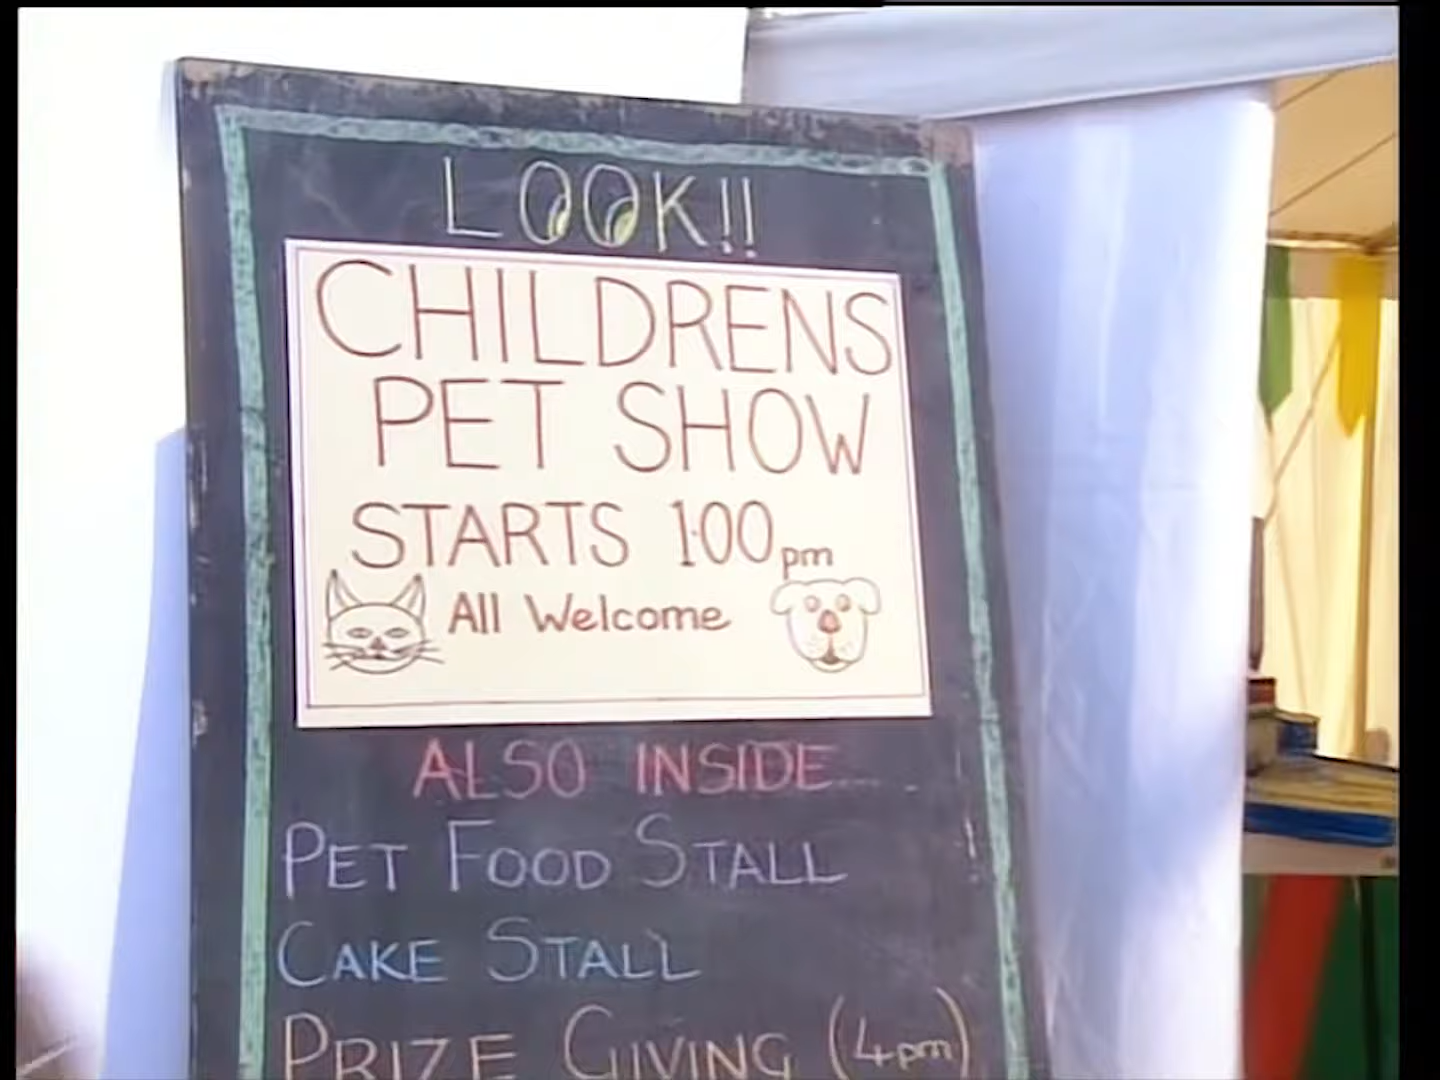 LOOK!!
CHILDRENS
PET SHOW
STARTS 1.00pm
All Welcome
ALSO INSIDE
PET FOOD STALL
CAKE STALL
PRIZE GIVING (4pm)